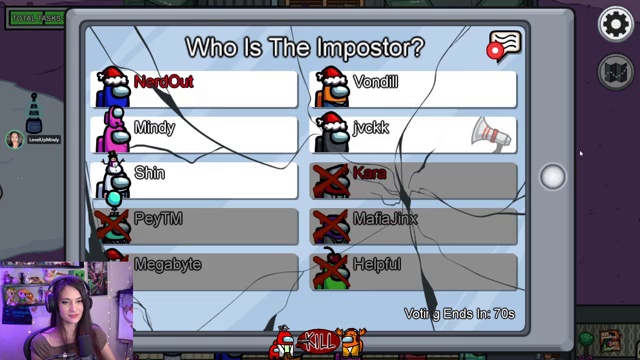 TOTAL TASKS
Who Is The Impostor?
NerdOut
Vondill
Mindy
jvckk
LevelUpMindy
Shin
Kara
PeyTM
MafiaJinx
Megabyte
Helpful
Voting Ends In: 70s
KILL